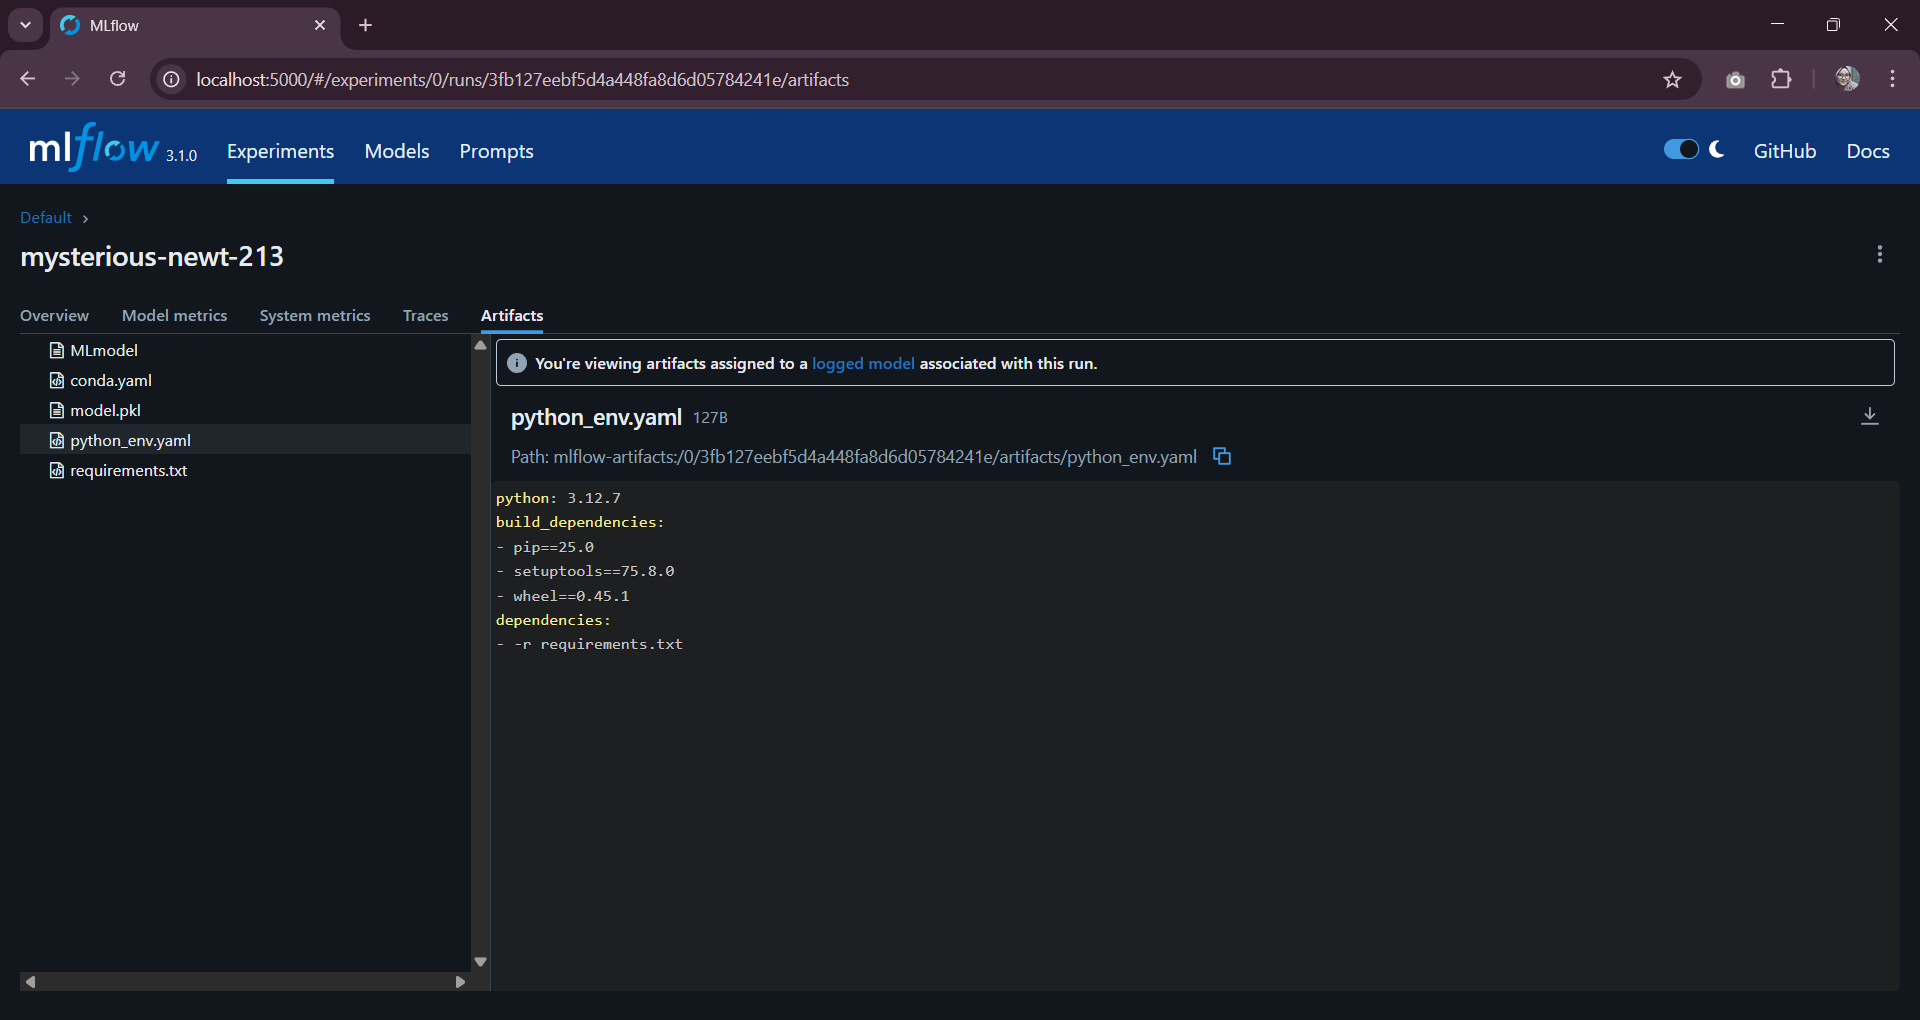 MLflow
localhost:5000/#/experiments/0/runs/3fb127eebf5d4a448fa8d6d05784241e/artifacts
mlflow 3.1.0 Experiments Models Prompts GitHub Docs
Default ›
mysterious-newt-213
Overview Model metrics System metrics Traces Artifacts
MLmodel
conda.yaml
model.pkl
python_env.yaml
requirements.txt
You're viewing artifacts assigned to a logged model associated with this run.
python_env.yaml 127B
Path: mlflow-artifacts:/0/3fb127eebf5d4a448fa8d6d05784241e/artifacts/python_env.yaml
python: 3.12.7
build_dependencies:
- pip==25.0
- setuptools==75.8.0
- wheel==0.45.1
dependencies:
- -r requirements.txt